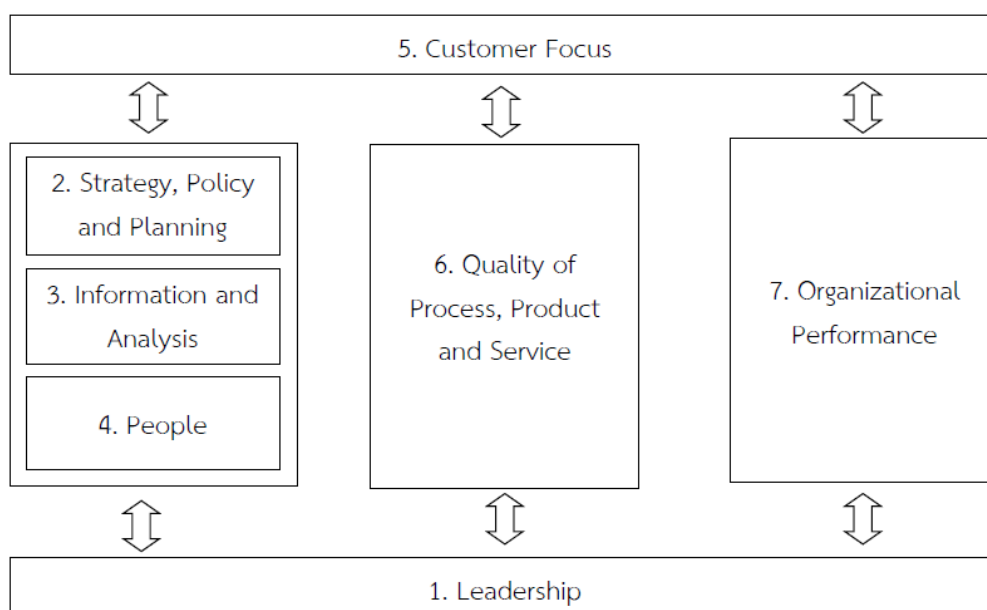 5. Customer Focus
2. Strategy, Policy
and Planning
3. Information and
Analysis
4. People
6. Quality of
Process, Product
and Service
7. Organizational
Performance
1. Leadership